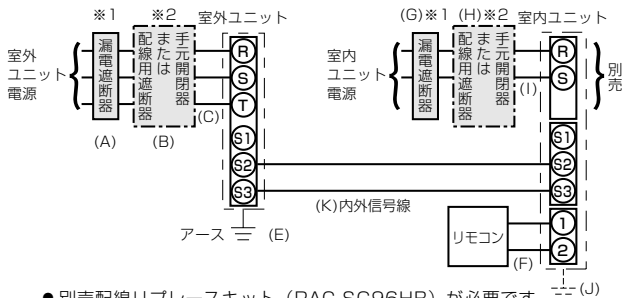 ※1
※2
室外ユニット
(G)※1
(H)※2
室内ユニット
室外
ユニット
電源
漏電遮断器
手元開閉器
または
配線用遮断器
R
S
T
S1
S2
S3
(A)
(B)
(C)
アース
(E)
室内
ユニット
電源
漏電遮断器
手元開閉器
または
配線用遮断器
(I)
R
S
別売
S1
S2
S3
(K)内外信号線
リモコン
1
2
(F)
(J)
●別売配線リプレースキット（PAC-SG96HR）が必要です